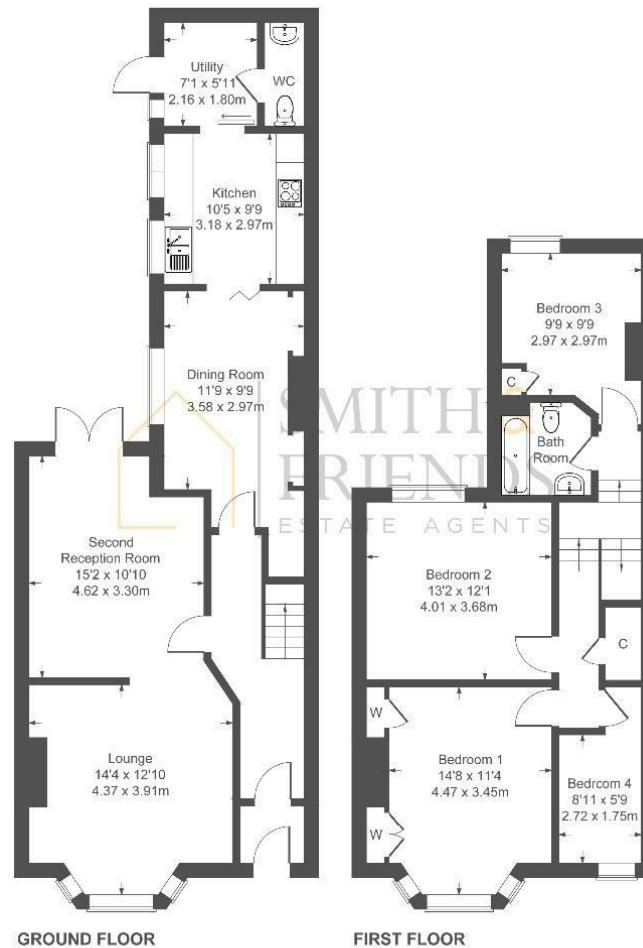 Utility
7'1 x 5'11
2.16 x 1.80m
WC
Kitchen
10'5 x 9'9
3.18 x 2.97m
Dining Room
11'9 x 9'9
3.58 x 2.97m
Second
Reception Room
15'2 x 10'10
4.62 x 3.30m
Lounge
14'4 x 12'10
4.37 x 3.91m
GROUND FLOOR
SMITH &
FRIENDS
ESTATE AGENTS
Bedroom 3
9'9 x 9'9
2.97 x 2.97m
C
Bath
Room
Bedroom 2
13'2 x 12'1
4.01 x 3.68m
C
W
Bedroom 1
14'8 x 11'4
4.47 x 3.45m
W
Bedroom 4
8'11 x 5'9
2.72 x 1.75m
FIRST FLOOR